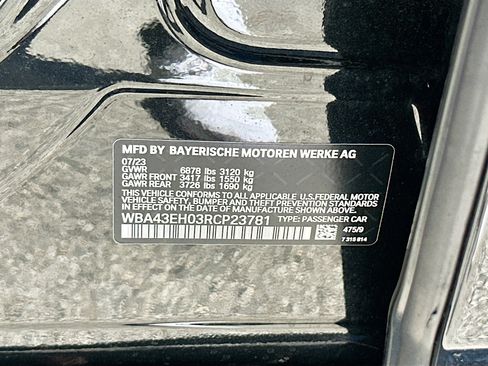 MFD BY BAYERISCHE MOTOREN WERKE AG
07/23
GVWR 6878 lbs 3120 kg
GAWR FRONT 3417 lbs 1550 kg
GAWR REAR 3726 lbs 1690 kg
THIS VEHICLE CONFORMS TO ALL APPLICABLE U.S.FEDERAL MOTOR
VEHICLE SAFETY, BUMPER, AND THEFT PREVENTION STANDARDS IN
EFFECT ON THE DATE OF MANUFACTURE SHOWN ABOVE.
WBA43EH03RCP23781 TYPE: PASSENGER CAR
475/9
7 318 814